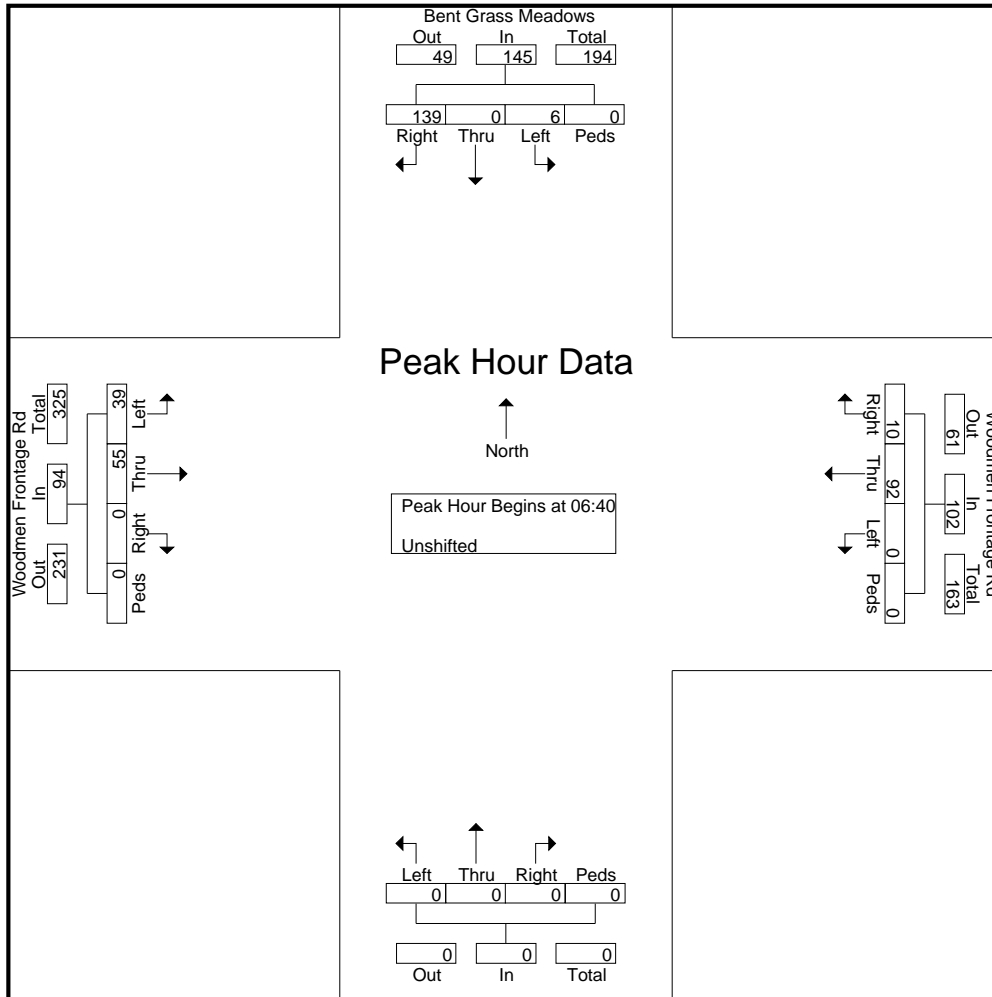 Bent Grass Meadows
Out In Total
49 145 194
139 0 6 0
Right Thru Left Peds
Peak Hour Data
North
Peak Hour Begins at 06:40
Unshifted
Woodmen Frontage Rd
Total In Out
325 94 231
39 55 0 0
Left Thru Right Peds
Woodmen Frontage Rd
Out In Total
61 102 163
10 92 0 0
Right Thru Left Peds
Left Thru Right Peds
0 0 0 0
0 0 0
Out In Total